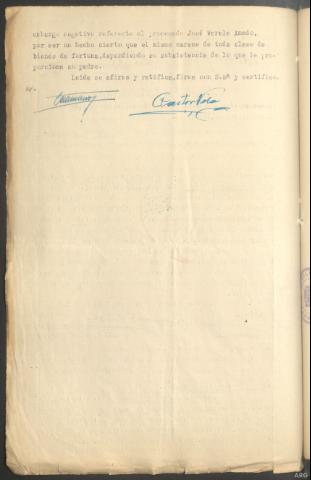 embargo negativo referente al procesado José Varela Amado,
por ser un hecho cierto que el mismo carece de toda clase de
bienes de fortuna,dependiendo su subsistencia de lo que le pro-
porciona su padre.
Leida se afirma y ratifica,firma con S.Sª y certifico.
ARG